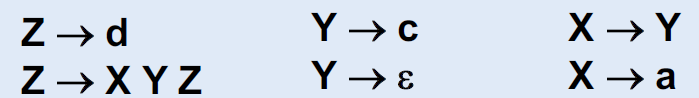 Z → d Y → c X → Y
Z → X Y Z Y → ε X → a